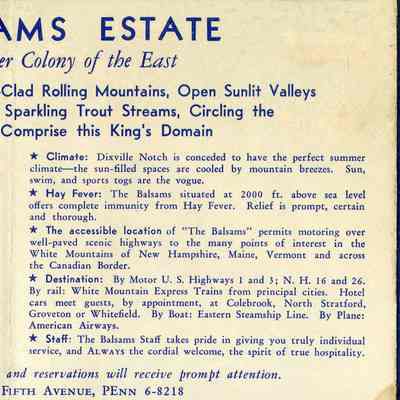 AMS ESTATE
er Colony of the East
Clad Rolling Mountains, Open Sunlit Valleys
Sparkling Trout Streams, Circling the
Comprise this King's Domain
★ Climate: Dixville Notch is conceded to have the perfect summer
climate—the sun-filled spaces are cooled by mountain breezes. Sun,
swim, and sports togs are the vogue.
★ Hay Fever: The Balsams situated at 2000 ft. above sea level
offers complete immunity from Hay Fever. Relief is prompt, certain
and thorough.
★ The accessible location of "The Balsams" permits motoring over
well-paved scenic highways to the many points of interest in the
White Mountains of New Hampshire, Maine, Vermont and across
the Canadian Border.
★ Destination: By Motor U. S. Highways 1 and 3; N. H. 16 and 26.
By rail: White Mountain Express Trains from principal cities. Hotel
cars meet guests, by appointment, at Colebrook, North Stratford,
Groveton or Whitefield. By Boat: Eastern Steamship Line. By Plane:
American Airways.
★ Staff: The Balsams Staff takes pride in giving you truly individual
service, and ALWAYS the cordial welcome, the spirit of true hospitality.
and reservations will receive prompt attention.
FIFTH AVENUE, PENN 6-8218